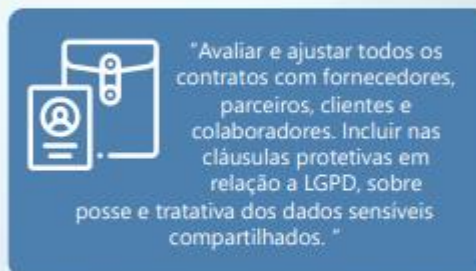 "Avaliar e ajustar todos os
contratos com fornecedores,
parceiros, clientes e
colaboradores. Incluir nas
cláusulas protetivas em
relação a LGPD, sobre
posse e tratativa dos dados sensíveis
compartilhados. "